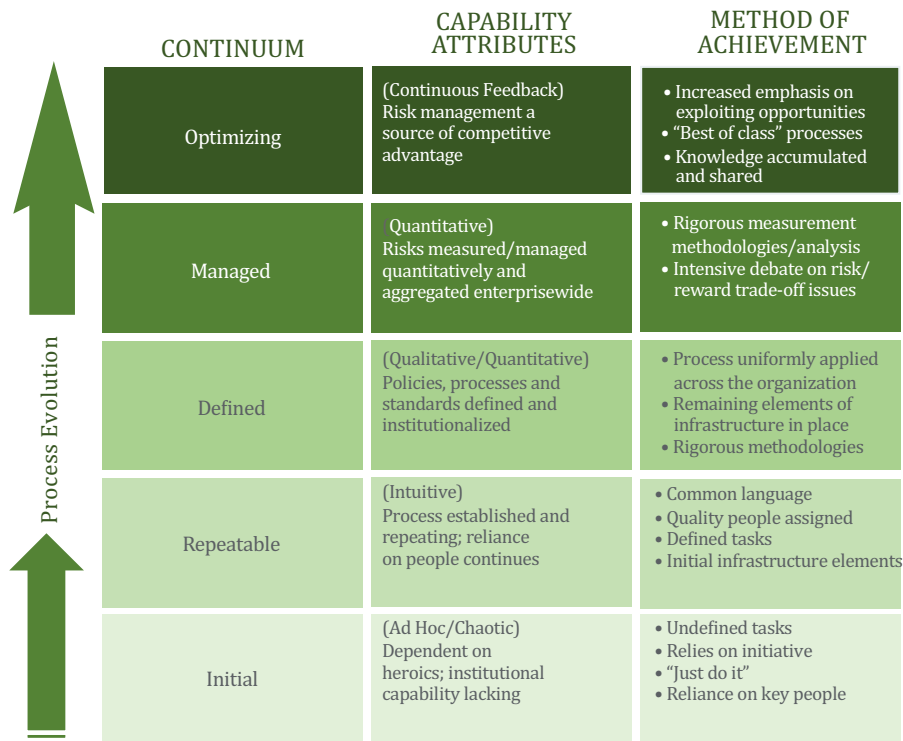 CONTINUUM
CAPABILITY
ATTRIBUTES
METHOD OF
ACHIEVEMENT
Process Evolution
Optimizing
(Continuous Feedback)
Risk management a
source of competitive
advantage
• Increased emphasis on
exploiting opportunities
• “Best of class” processes
• Knowledge accumulated
and shared
Managed
(Quantitative)
Risks measured/managed
quantitatively and
aggregated enterprisewide
• Rigorous measurement
methodologies/analysis
• Intensive debate on risk/
reward trade-off issues
Defined
(Qualitative/Quantitative)
Policies, processes and
standards defined and
institutionalized
• Process uniformly applied
across the organization
• Remaining elements of
infrastructure in place
• Rigorous methodologies
Repeatable
(Intuitive)
Process established and
repeating; reliance
on people continues
• Common language
• Quality people assigned
• Defined tasks
• Initial infrastructure elements
Initial
(Ad Hoc/Chaotic)
Dependent on
heroics; institutional
capability lacking
• Undefined tasks
• Relies on initiative
• “Just do it”
• Reliance on key people